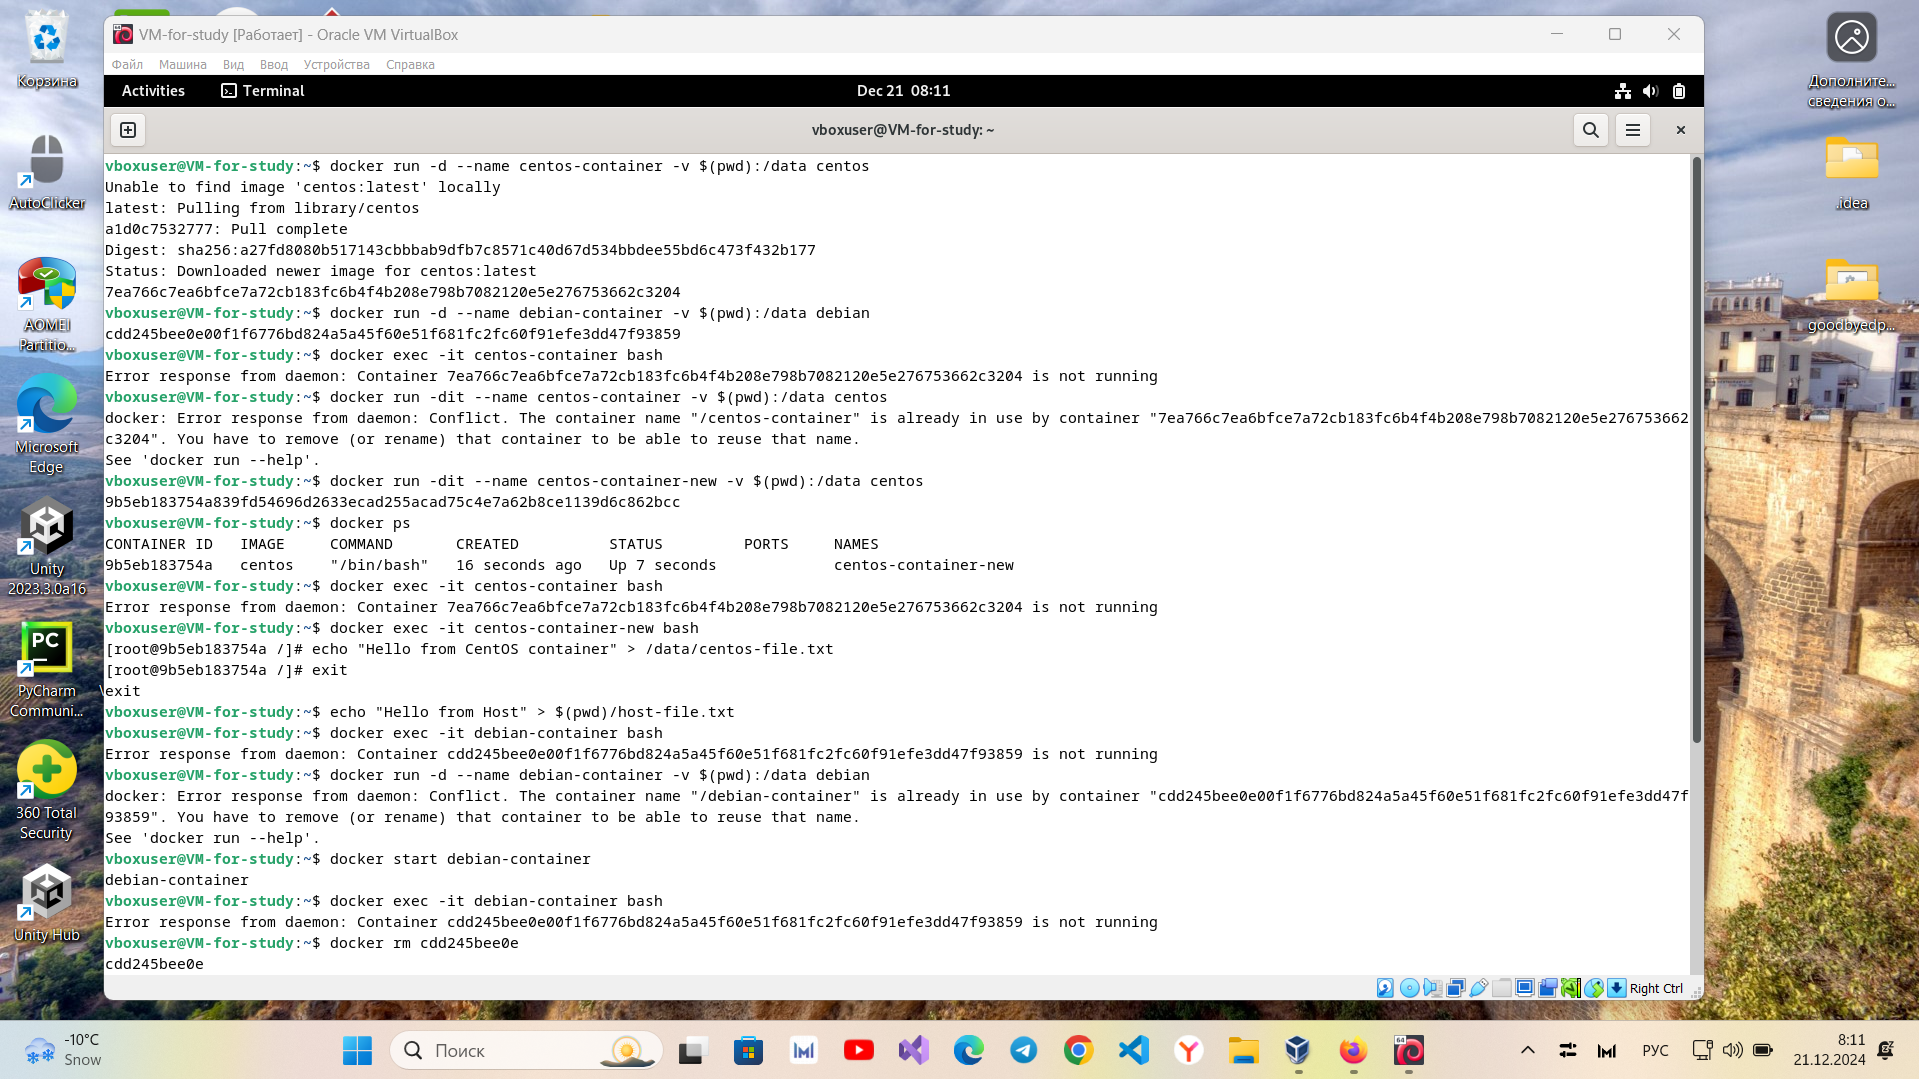 VM-for-study [Работает] - Oracle VM VirtualBox
Файл Машина Вид Ввод Устройства Справка
Activities Terminal Dec 21 08:11
vboxuser@VM-for-study: ~
vboxuser@VM-for-study:~$ docker run -d --name centos-container -v $(pwd):/data centos
Unable to find image 'centos:latest' locally
latest: Pulling from library/centos
a1d0c7532777: Pull complete
Digest: sha256:a27fd8080b517143cbbbab9dfb7c8571c40d67d534bbdee55bd6c473f432b177
Status: Downloaded newer image for centos:latest
7ea766c7ea6bfce7a72cb183fc6b4f4b208e798b7082120e5e276753662c3204
vboxuser@VM-for-study:~$ docker run -d --name debian-container -v $(pwd):/data debian
cdd245bee0e00f1f6776bd824a5a45f60e51f681fc2fc60f91efe3dd47f93859
vboxuser@VM-for-study:~$ docker exec -it centos-container bash
Error response from daemon: Container 7ea766c7ea6bfce7a72cb183fc6b4f4b208e798b7082120e5e276753662c3204 is not running
vboxuser@VM-for-study:~$ docker run -dit --name centos-container -v $(pwd):/data centos
docker: Error response from daemon: Conflict. The container name "/centos-container" is already in use by container "7ea766c7ea6bfce7a72cb183fc6b4f4b208e798b7082120e5e276753662
c3204". You have to remove (or rename) that container to be able to reuse that name.
See 'docker run --help'.
vboxuser@VM-for-study:~$ docker run -dit --name centos-container-new -v $(pwd):/data centos
9b5eb183754a839fd54696d2633ecad255acad75c4e7a62b8ce1139d6c862bcc
vboxuser@VM-for-study:~$ docker ps
CONTAINER ID IMAGE COMMAND CREATED STATUS PORTS NAMES
9b5eb183754a centos "/bin/bash" 16 seconds ago Up 7 seconds centos-container-new
vboxuser@VM-for-study:~$ docker exec -it centos-container bash
Error response from daemon: Container 7ea766c7ea6bfce7a72cb183fc6b4f4b208e798b7082120e5e276753662c3204 is not running
vboxuser@VM-for-study:~$ docker exec -it centos-container-new bash
[root@9b5eb183754a /]# echo "Hello from CentOS container" > /data/centos-file.txt
[root@9b5eb183754a /]# exit
exit
vboxuser@VM-for-study:~$ echo "Hello from Host" > $(pwd)/host-file.txt
vboxuser@VM-for-study:~$ docker exec -it debian-container bash
Error response from daemon: Container cdd245bee0e00f1f6776bd824a5a45f60e51f681fc2fc60f91efe3dd47f93859 is not running
vboxuser@VM-for-study:~$ docker run -d --name debian-container -v $(pwd):/data debian
docker: Error response from daemon: Conflict. The container name "/debian-container" is already in use by container "cdd245bee0e00f1f6776bd824a5a45f60e51f681fc2fc60f91efe3dd47f
93859". You have to remove (or rename) that container to be able to reuse that name.
See 'docker run --help'.
vboxuser@VM-for-study:~$ docker start debian-container
debian-container
vboxuser@VM-for-study:~$ docker exec -it debian-container bash
Error response from daemon: Container cdd245bee0e00f1f6776bd824a5a45f60e51f681fc2fc60f91efe3dd47f93859 is not running
vboxuser@VM-for-study:~$ docker rm cdd245bee0e
cdd245bee0e
Right Ctrl
Корзина
AutoClicker
AOMEI
Partitio...
Microsoft
Edge
Unity
2023.3.0a16
PC
PyCharm
Communi...
360 Total
Security
Unity Hub
Дополните...
сведения о...
.idea
goodbyedp...
-10°C
Snow
Поиск
РУС
8:11
21.12.2024